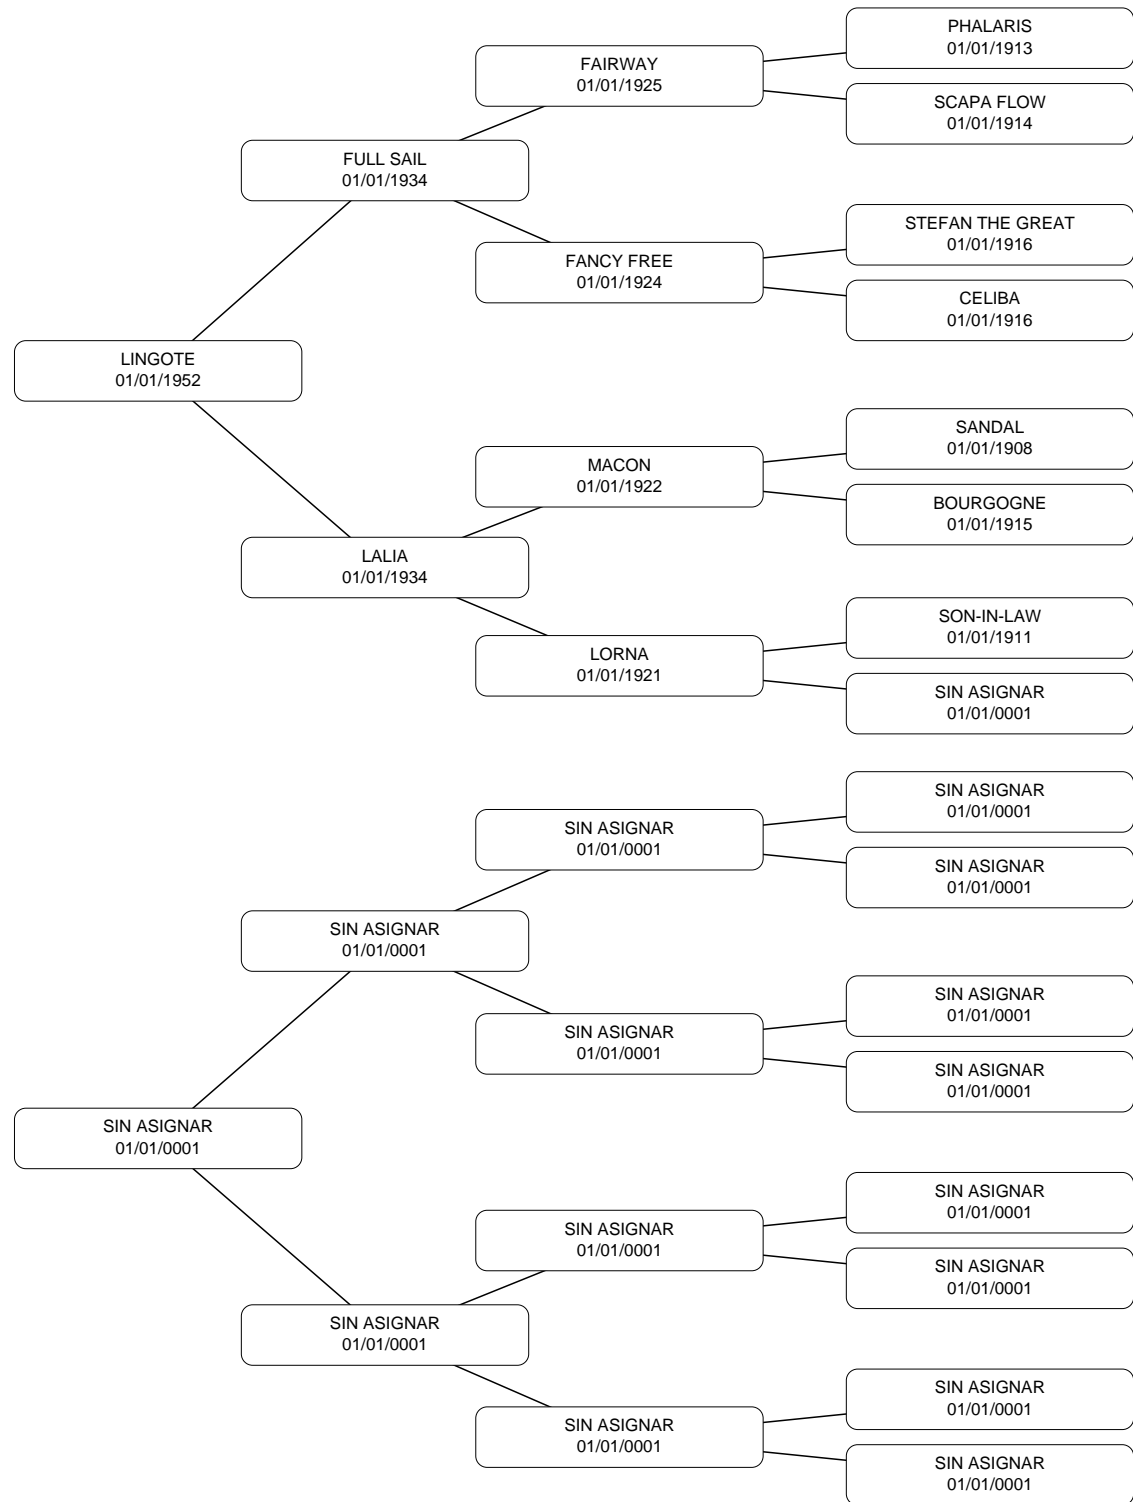 PHALARIS
01/01/1913
FAIRWAY
01/01/1925
SCAPA FLOW
01/01/1914
FULL SAIL
01/01/1934
STEFAN THE GREAT
01/01/1916
FANCY FREE
01/01/1924
CELIBA
01/01/1916
LINGOTE
01/01/1952
SANDAL
01/01/1908
MACON
01/01/1922
BOURGOGNE
01/01/1915
LALIA
01/01/1934
SON-IN-LAW
01/01/1911
LORNA
01/01/1921
SIN ASIGNAR
01/01/0001
SIN ASIGNAR
01/01/0001
SIN ASIGNAR
01/01/0001
SIN ASIGNAR
01/01/0001
SIN ASIGNAR
01/01/0001
SIN ASIGNAR
01/01/0001
SIN ASIGNAR
01/01/0001
SIN ASIGNAR
01/01/0001
SIN ASIGNAR
01/01/0001
SIN ASIGNAR
01/01/0001
SIN ASIGNAR
01/01/0001
SIN ASIGNAR
01/01/0001
SIN ASIGNAR
01/01/0001
SIN ASIGNAR
01/01/0001
SIN ASIGNAR
01/01/0001
SIN ASIGNAR
01/01/0001